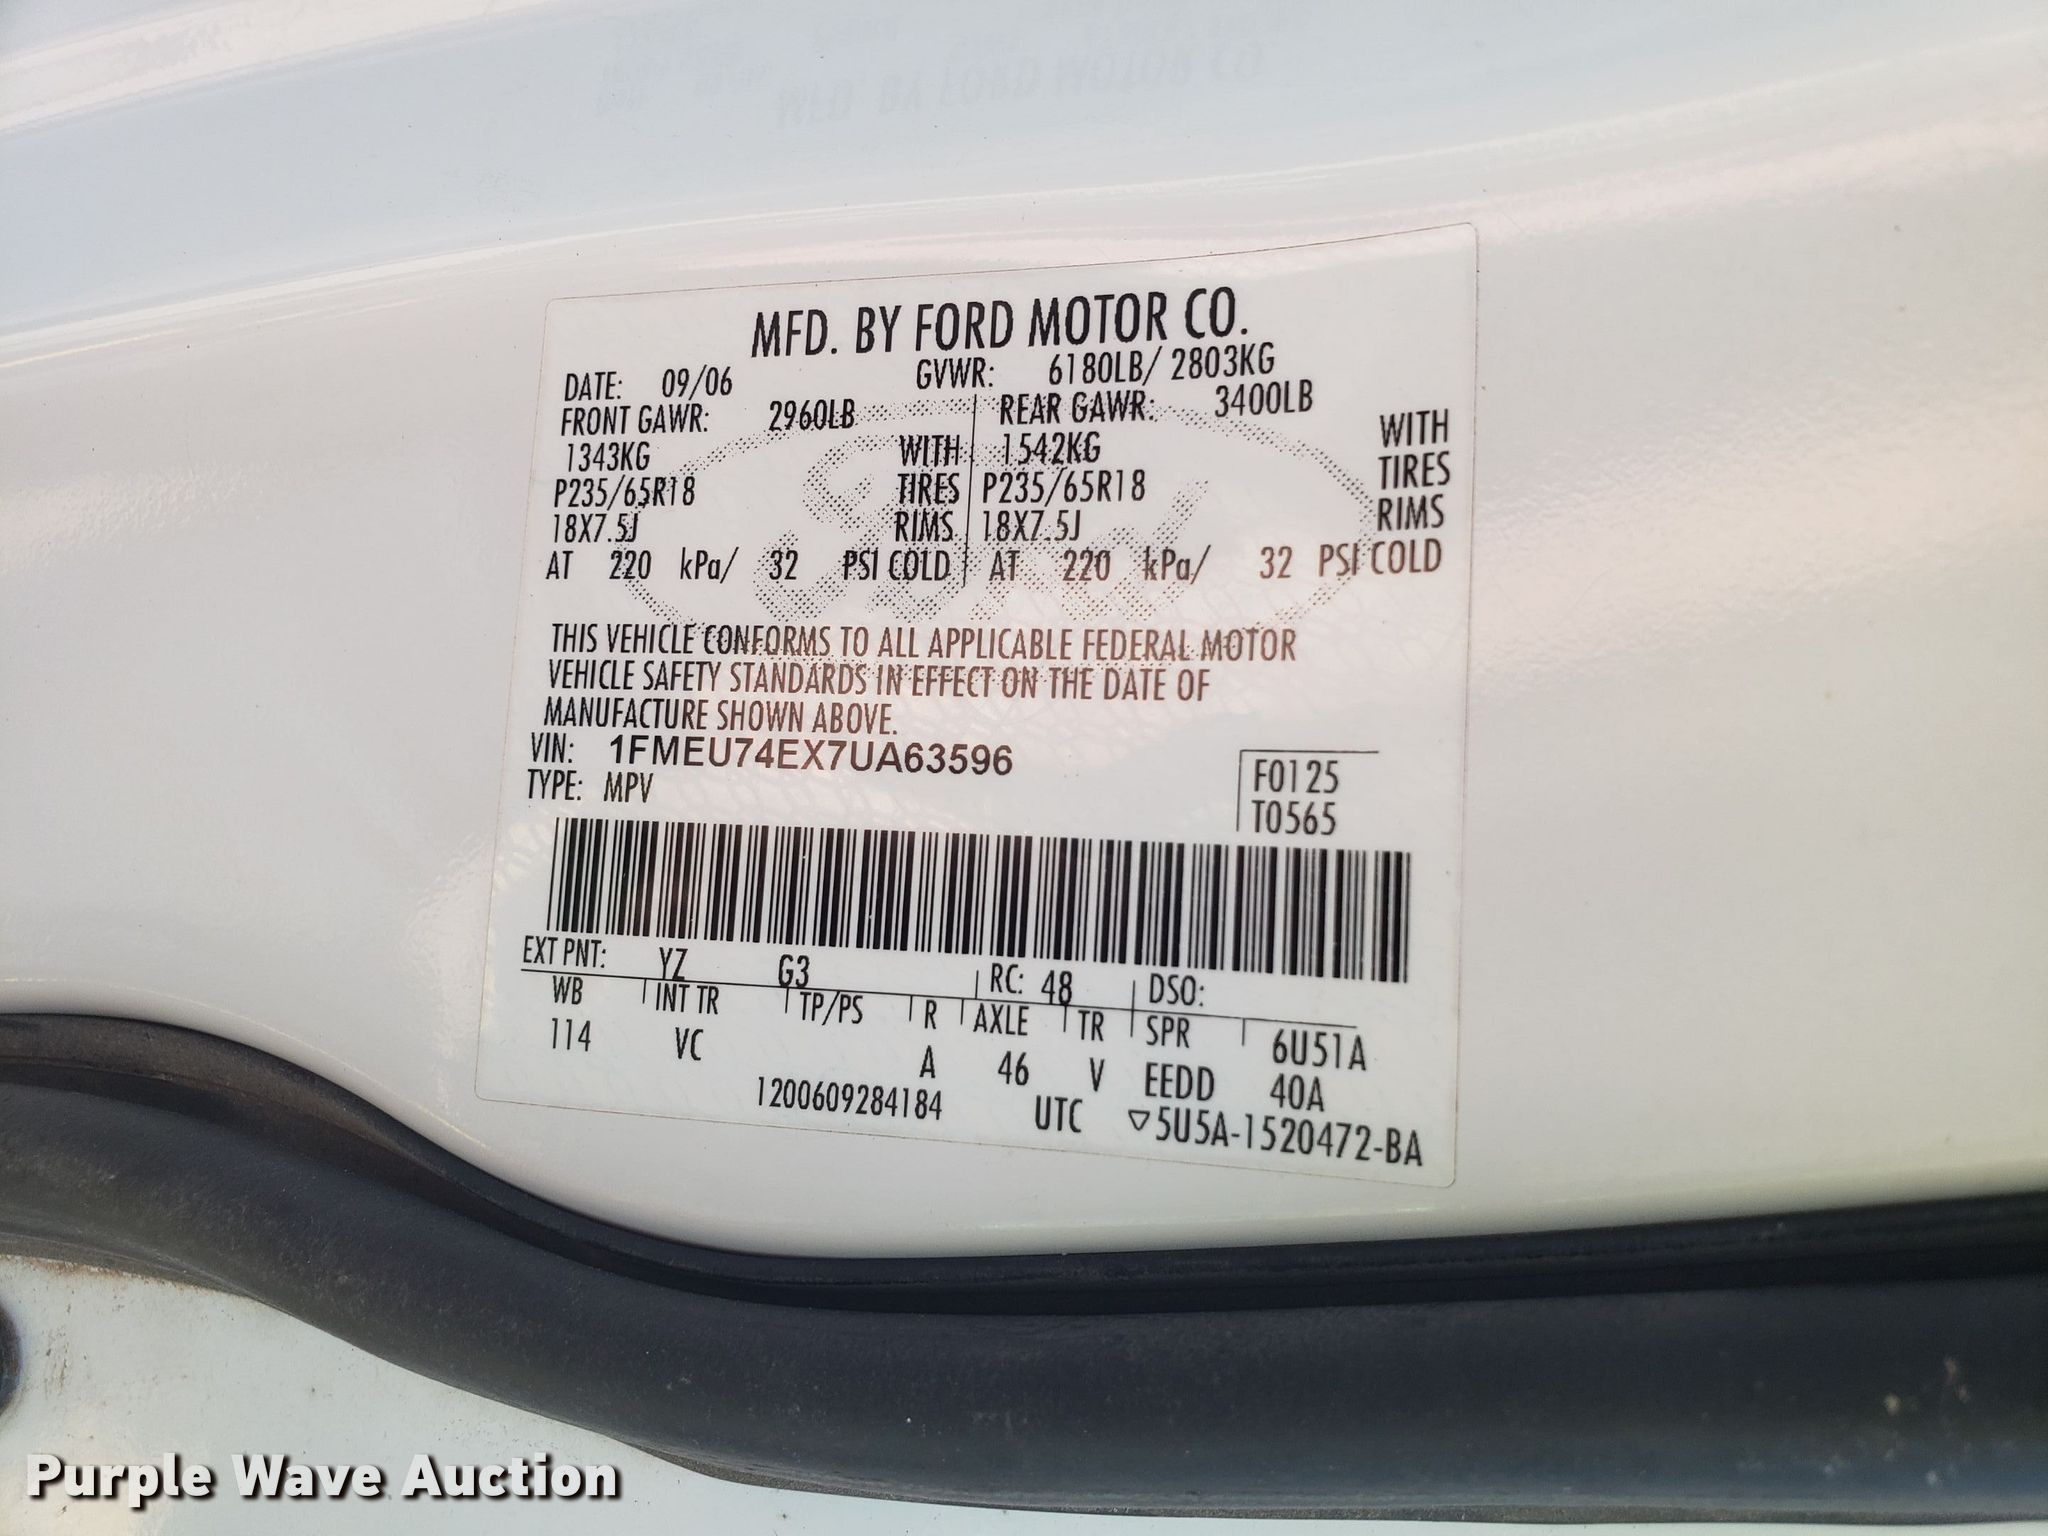 MFD. BY FORD MOTOR CO.
DATE: 09/06 GVWR: 6180LB/ 2803KG
FRONT GAWR: 2960LB REAR GAWR: 3400LB
1343KG WITH 1542KG WITH
P235/65R18 TIRES P235/65R18 TIRES
18X7.5J RIMS 18X7.5J RIMS
AT 220 kPa/ 32 PSI COLD AT 220 kPa/ 32 PSI COLD
THIS VEHICLE CONFORMS TO ALL APPLICABLE FEDERAL MOTOR
VEHICLE SAFETY STANDARDS IN EFFECT ON THE DATE OF
MANUFACTURE SHOWN ABOVE.
VIN: 1FMEU74EX7UA63596
TYPE: MPV
F0125
T0565
EXT PNT: YZ G3 RC: 48 DSO:
WB INT TR TP/PS R AXLE TR SPR 6U51A
114 VC A 46 V EEDD 40A
1200609284184 UTC ▽5U5A-1520472-BA
Purple Wave Auction